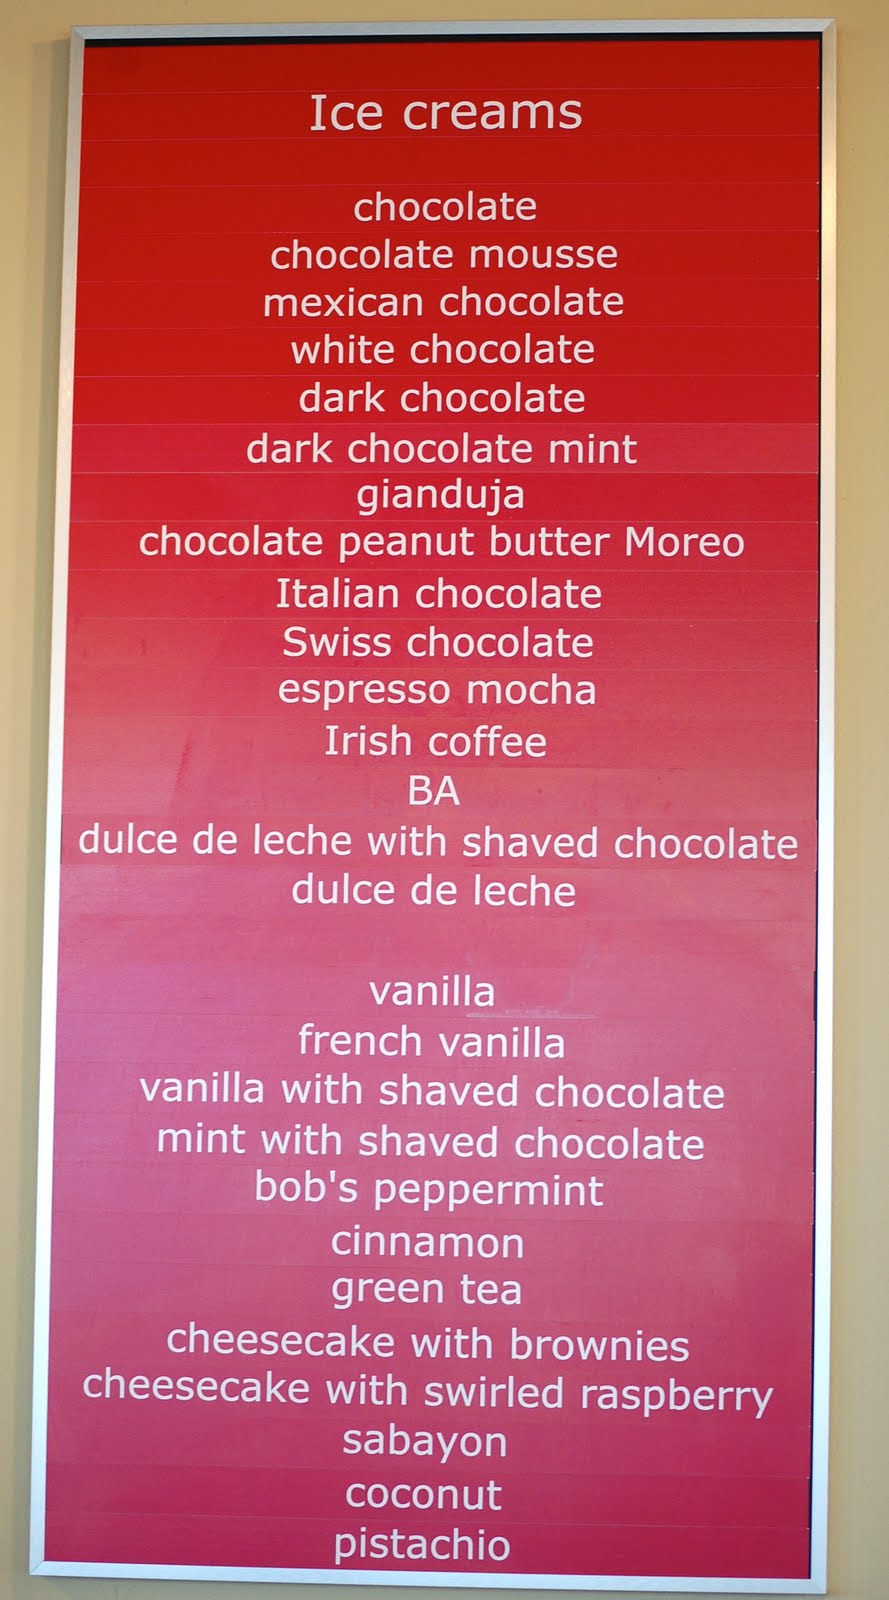 Ice creams
chocolate
chocolate mousse
mexican chocolate
white chocolate
dark chocolate
dark chocolate mint
gianduja
chocolate peanut butter Moreo
Italian chocolate
Swiss chocolate
espresso mocha
Irish coffee
BA
dulce de leche with shaved chocolate
dulce de leche
vanilla
french vanilla
vanilla with shaved chocolate
mint with shaved chocolate
bob's peppermint
cinnamon
green tea
cheesecake with brownies
cheesecake with swirled raspberry
sabayon
coconut
pistachio